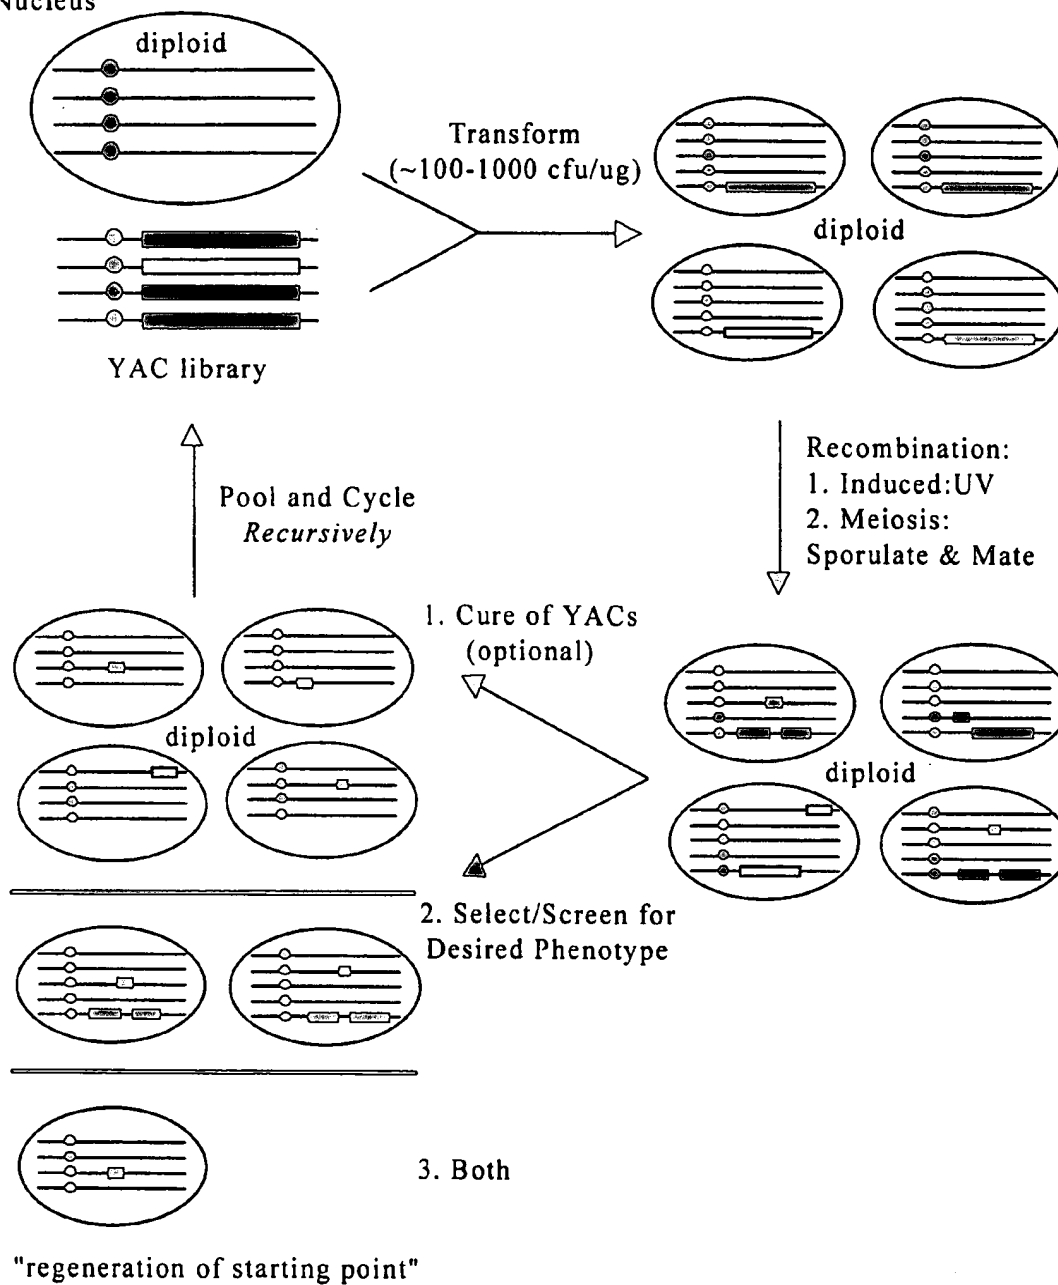 Nucleus
diploid
Transform
(~100-1000 cfu/ug)
diploid
YAC library
Recombination:
1. Induced:UV
2. Meiosis:
Sporulate & Mate
Pool and Cycle
Recursively
1. Cure of YACs
(optional)
diploid
diploid
2. Select/Screen for
Desired Phenotype
3. Both
"regeneration of starting point"